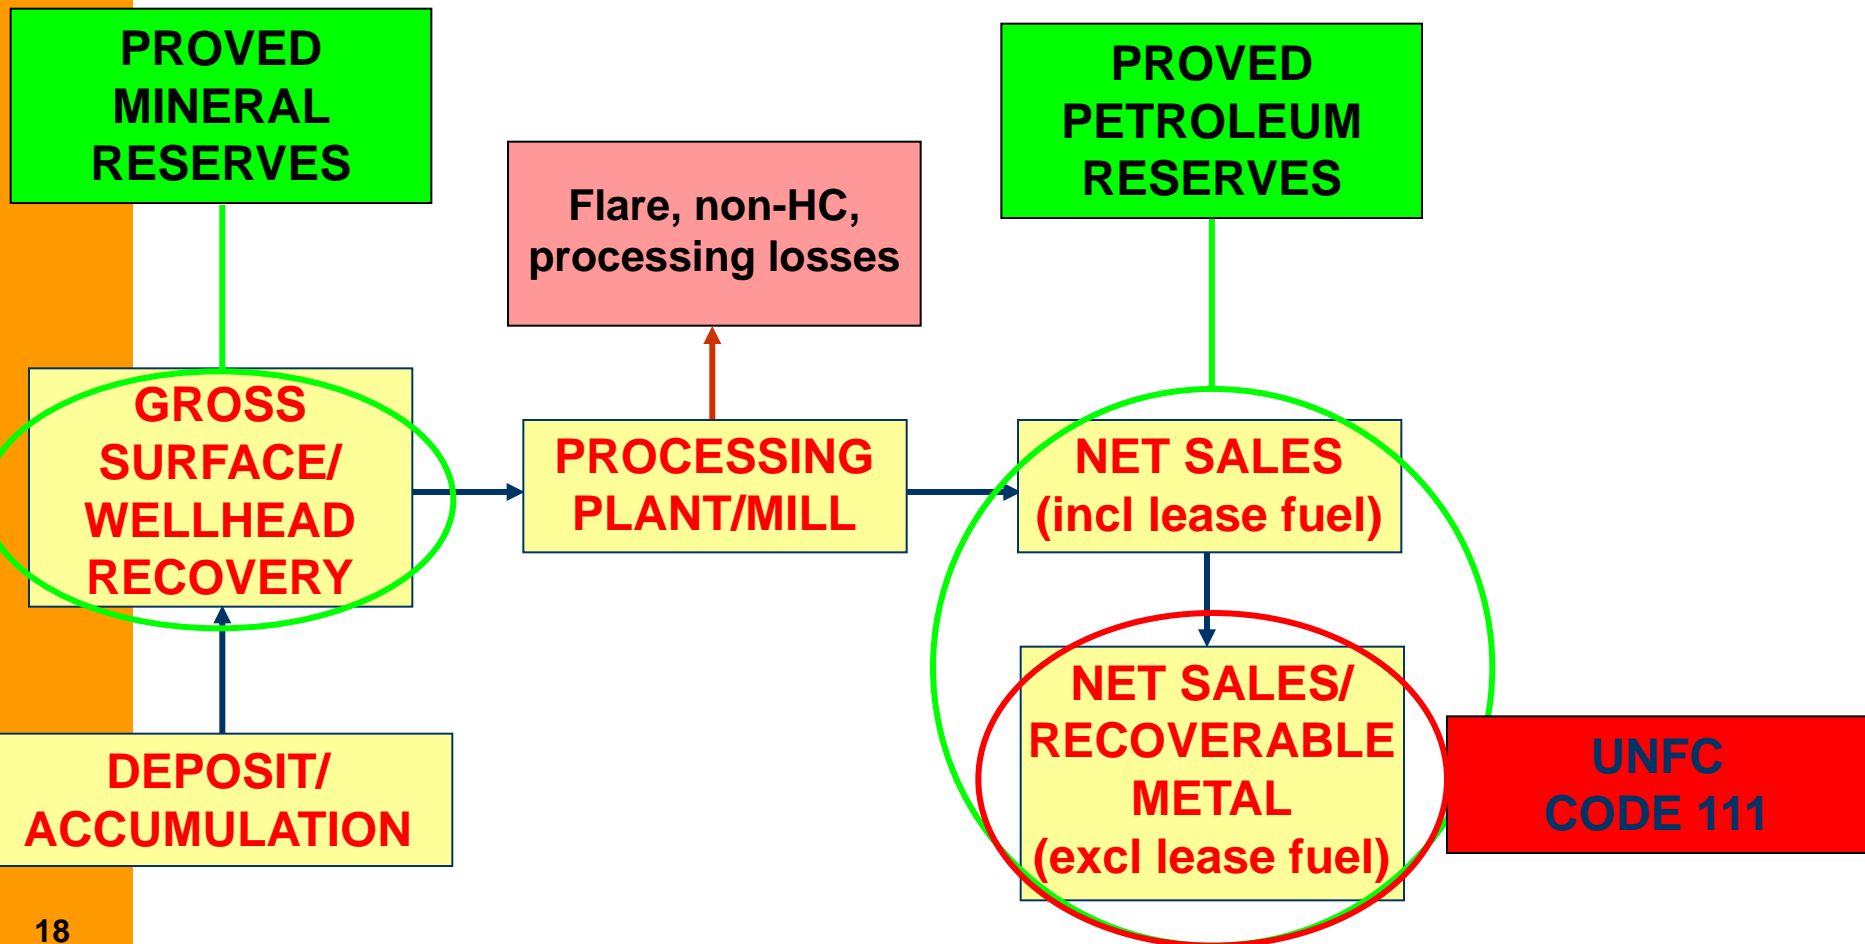 PROVED
MINERAL
RESERVES
PROVED
PETROLEUM
RESERVES
Flare, non-HC,
processing losses
GROSS
SURFACE/
WELLHEAD
RECOVERY
PROCESSING
PLANT/MILL
NET SALES
(incl lease fuel)
NET SALES/
RECOVERABLE
METAL
(excl lease fuel)
UNFC
CODE 111
DEPOSIT/
ACCUMULATION
18